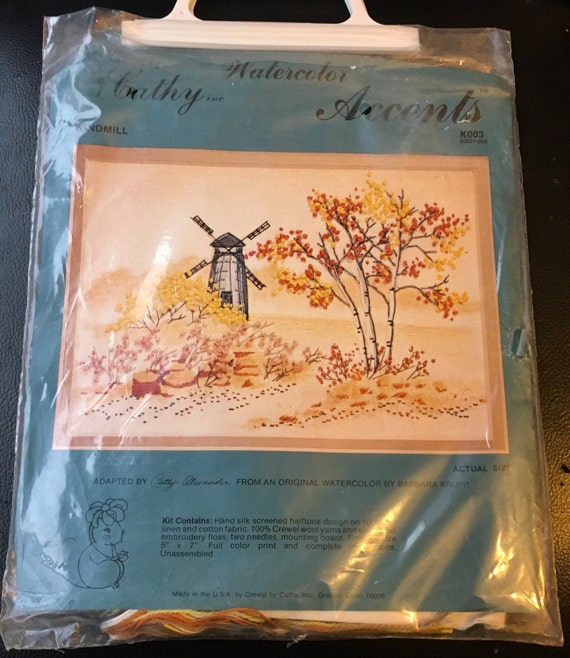 Watercolor
Cathy inc. Accents
K003
ACTUAL SIZE
ADAPTED BY Cathy Alexander FROM AN ORIGINAL WATERCOLOR BY BARBARA KRUPP
Kit Contains: Hand silk screened halftone design on
linen and cotton fabric. 100% Crewel wool yarns and
embroidery floss, two needles, mounting board.
5" x 7". Full color print and complete
Unassembled.
Made in the U.S.A. by Crewel by Cathy, Inc., Conn. 06035